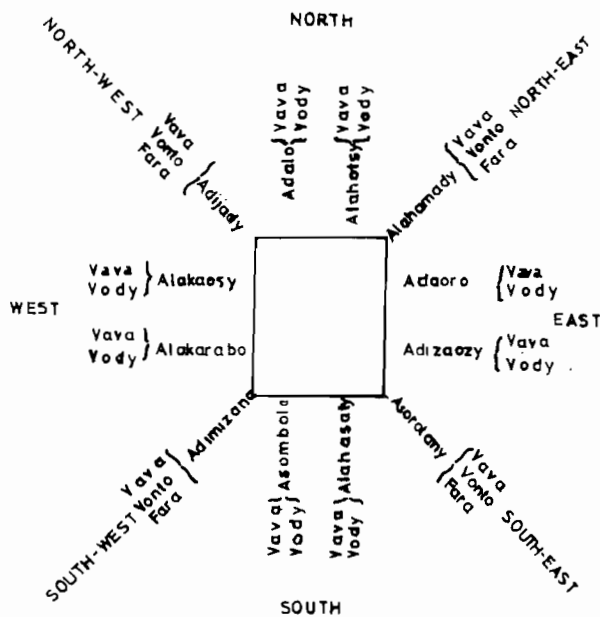 NORTH
NORTH-WEST
Vava
Vonto
Fara
Adijady
Adalo
Vava
Vody
Alahotsy
Vava
Vody
Alahamady
Vava
Vonto
Fara
NORTH-EAST
WEST
Vava
Vody
Alakaosy
Vava
Vody
Alakarabo
Adaoro
Vava
Vody
Adizaozy
Vava
Vody
EAST
Adimizana
Vava
Vonto
Fara
SOUTH-WEST
Asombola
Vava
Vody
Alahasaty
Vava
Vody
Asorotany
Vava
Vonto
Fara
SOUTH-EAST
SOUTH